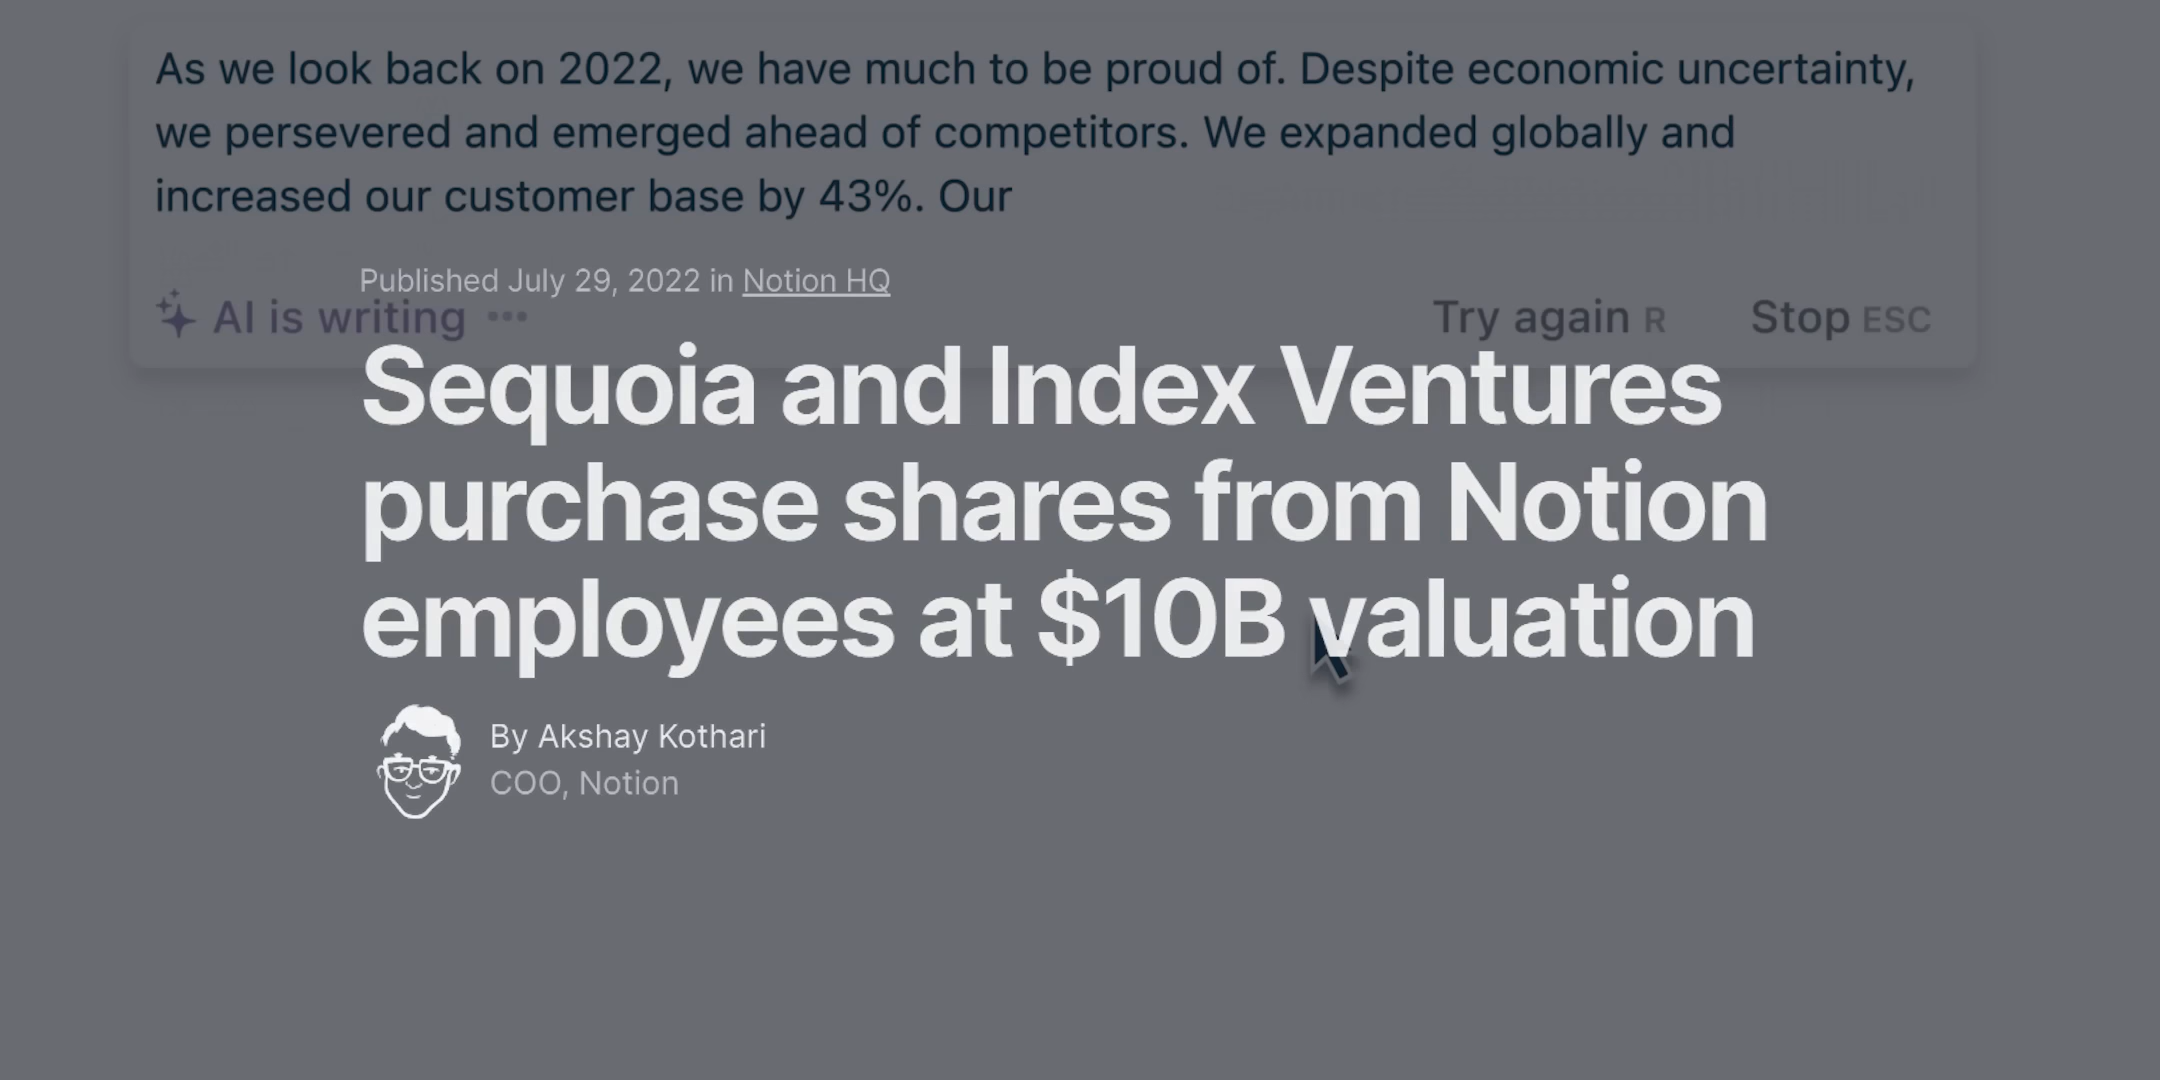 As we look back on 2022, we have much to be proud of. Despite economic uncertainty,
we persevered and emerged ahead of competitors. We expanded globally and
increased our customer base by 43%. Our
Published July 29, 2022 in Notion HQ
AI is writing
Try again R
Stop ESC
Sequoia and Index Ventures
purchase shares from Notion
employees at $10B valuation
By Akshay Kothari
COO, Notion